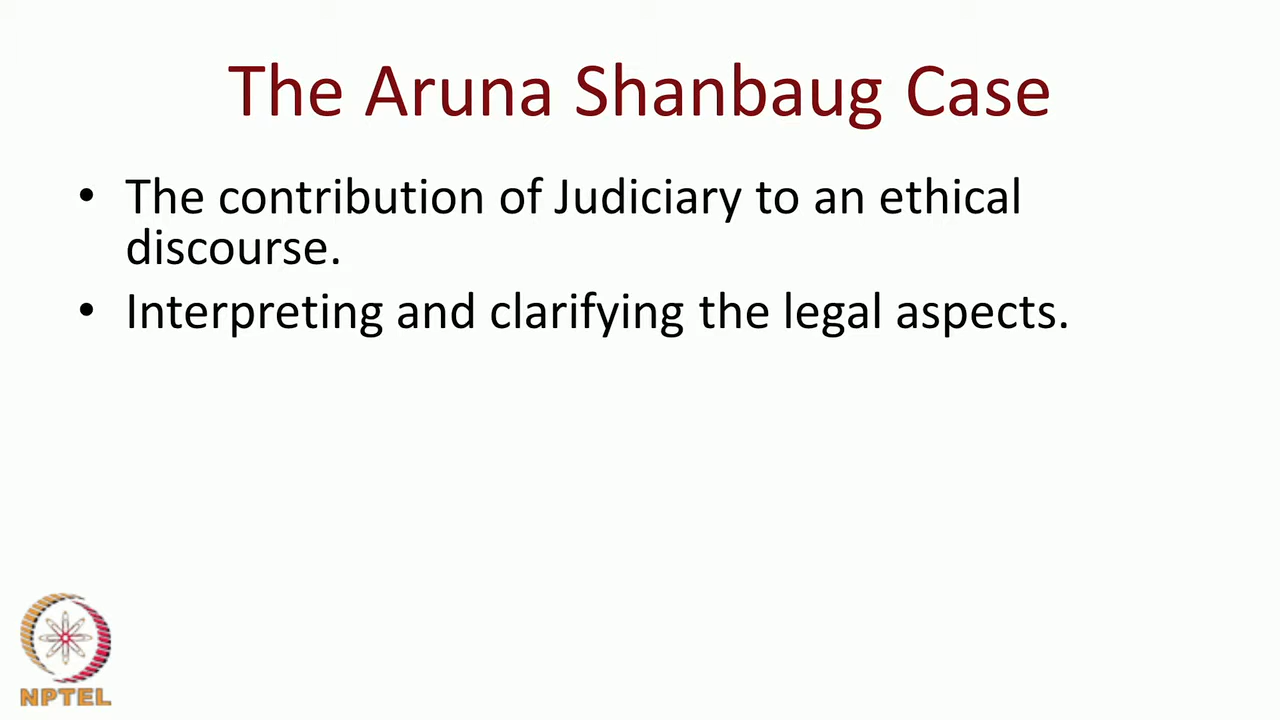 The Aruna Shanbaug Case
• The contribution of Judiciary to an ethical
discourse.
• Interpreting and clarifying the legal aspects.
NPTEL